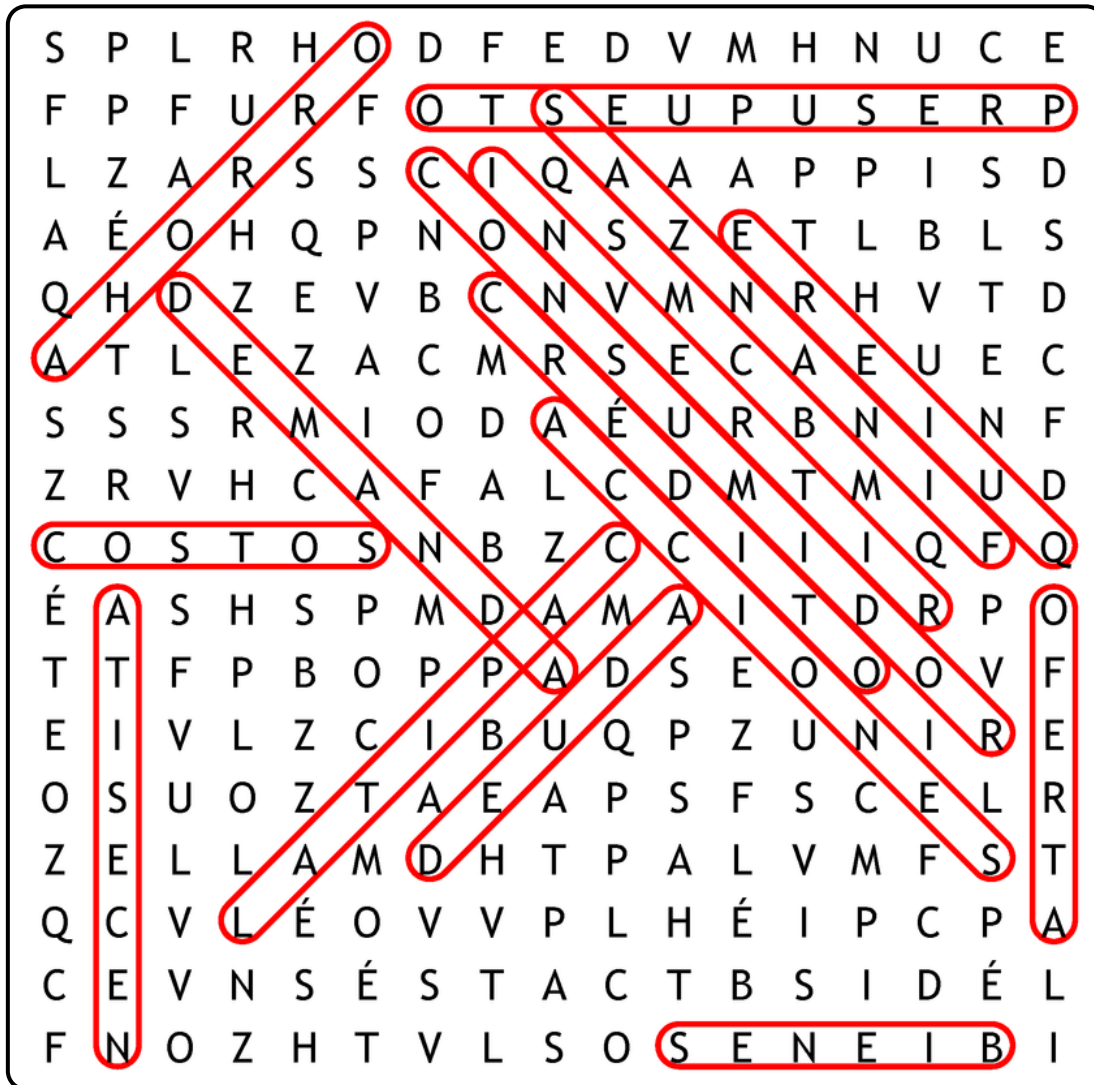 S P L R H O D F E D V M H N U C E
F P F U R F O T S E U P U S E R P
L Z A R S S C I Q A A A P P I S D
A É O H Q P N O N S Z E T L B L S
Q H D Z E V B C N V M N R H V T D
A T L E Z A C M R S E C A E U E C
S S S R M I O D A É U R B N I N F
Z R V H C A F A L C D M T M I U D
C O S T O S N B Z C C I I I Q F Q
É A S H S P M D A M A I T D R P O
T T F P B O P P A D S E O O O V F
E I V L Z C I B U Q P Z U N I R E
O S U O Z T A E A P S F S C E L R
Z E L L A M D H T P A L V M F S T
Q C V L É O V V P L H É I P C P A
C E V N S É S T A C T B S I D É L
F N O Z H T V L S O S E N E I B I